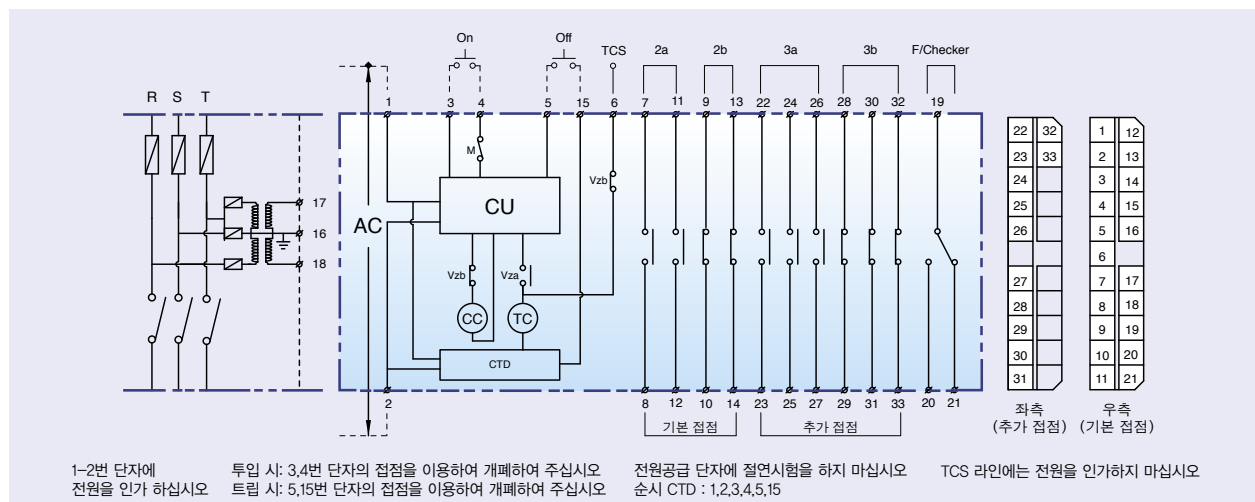 On Off TCS 2a 2b 3a 3b F/Checker
R S T
1 3 4 5 15 6 7 11 9 13 22 24 26 28 30 32 19
M
Vzb
CU
AC
17
16
18
Vzb Vza
CC TC
CTD
2 8 12 10 14 23 25 27 29 31 33 20 21
기본 접점 추가 접점
22 32
23 33
24
25
26
27
28
29
30
31
좌측
(추가 접점)
1 12
2 13
3 14
4 15
5 16
6
7 17
8 18
9 19
10 20
11 21
우측
(기본 접점)
1-2번 단자에
전원을 인가 하십시오
투입 시: 3,4번 단자의 접점을 이용하여 개폐하여 주십시오
트립 시: 5,15번 단자의 접점을 이용하여 개폐하여 주십시오
전원공급 단자에 절연시험을 하지 마십시오
순시 CTD : 1,2,3,4,5,15
TCS 라인에는 전원을 인가하지 마십시오